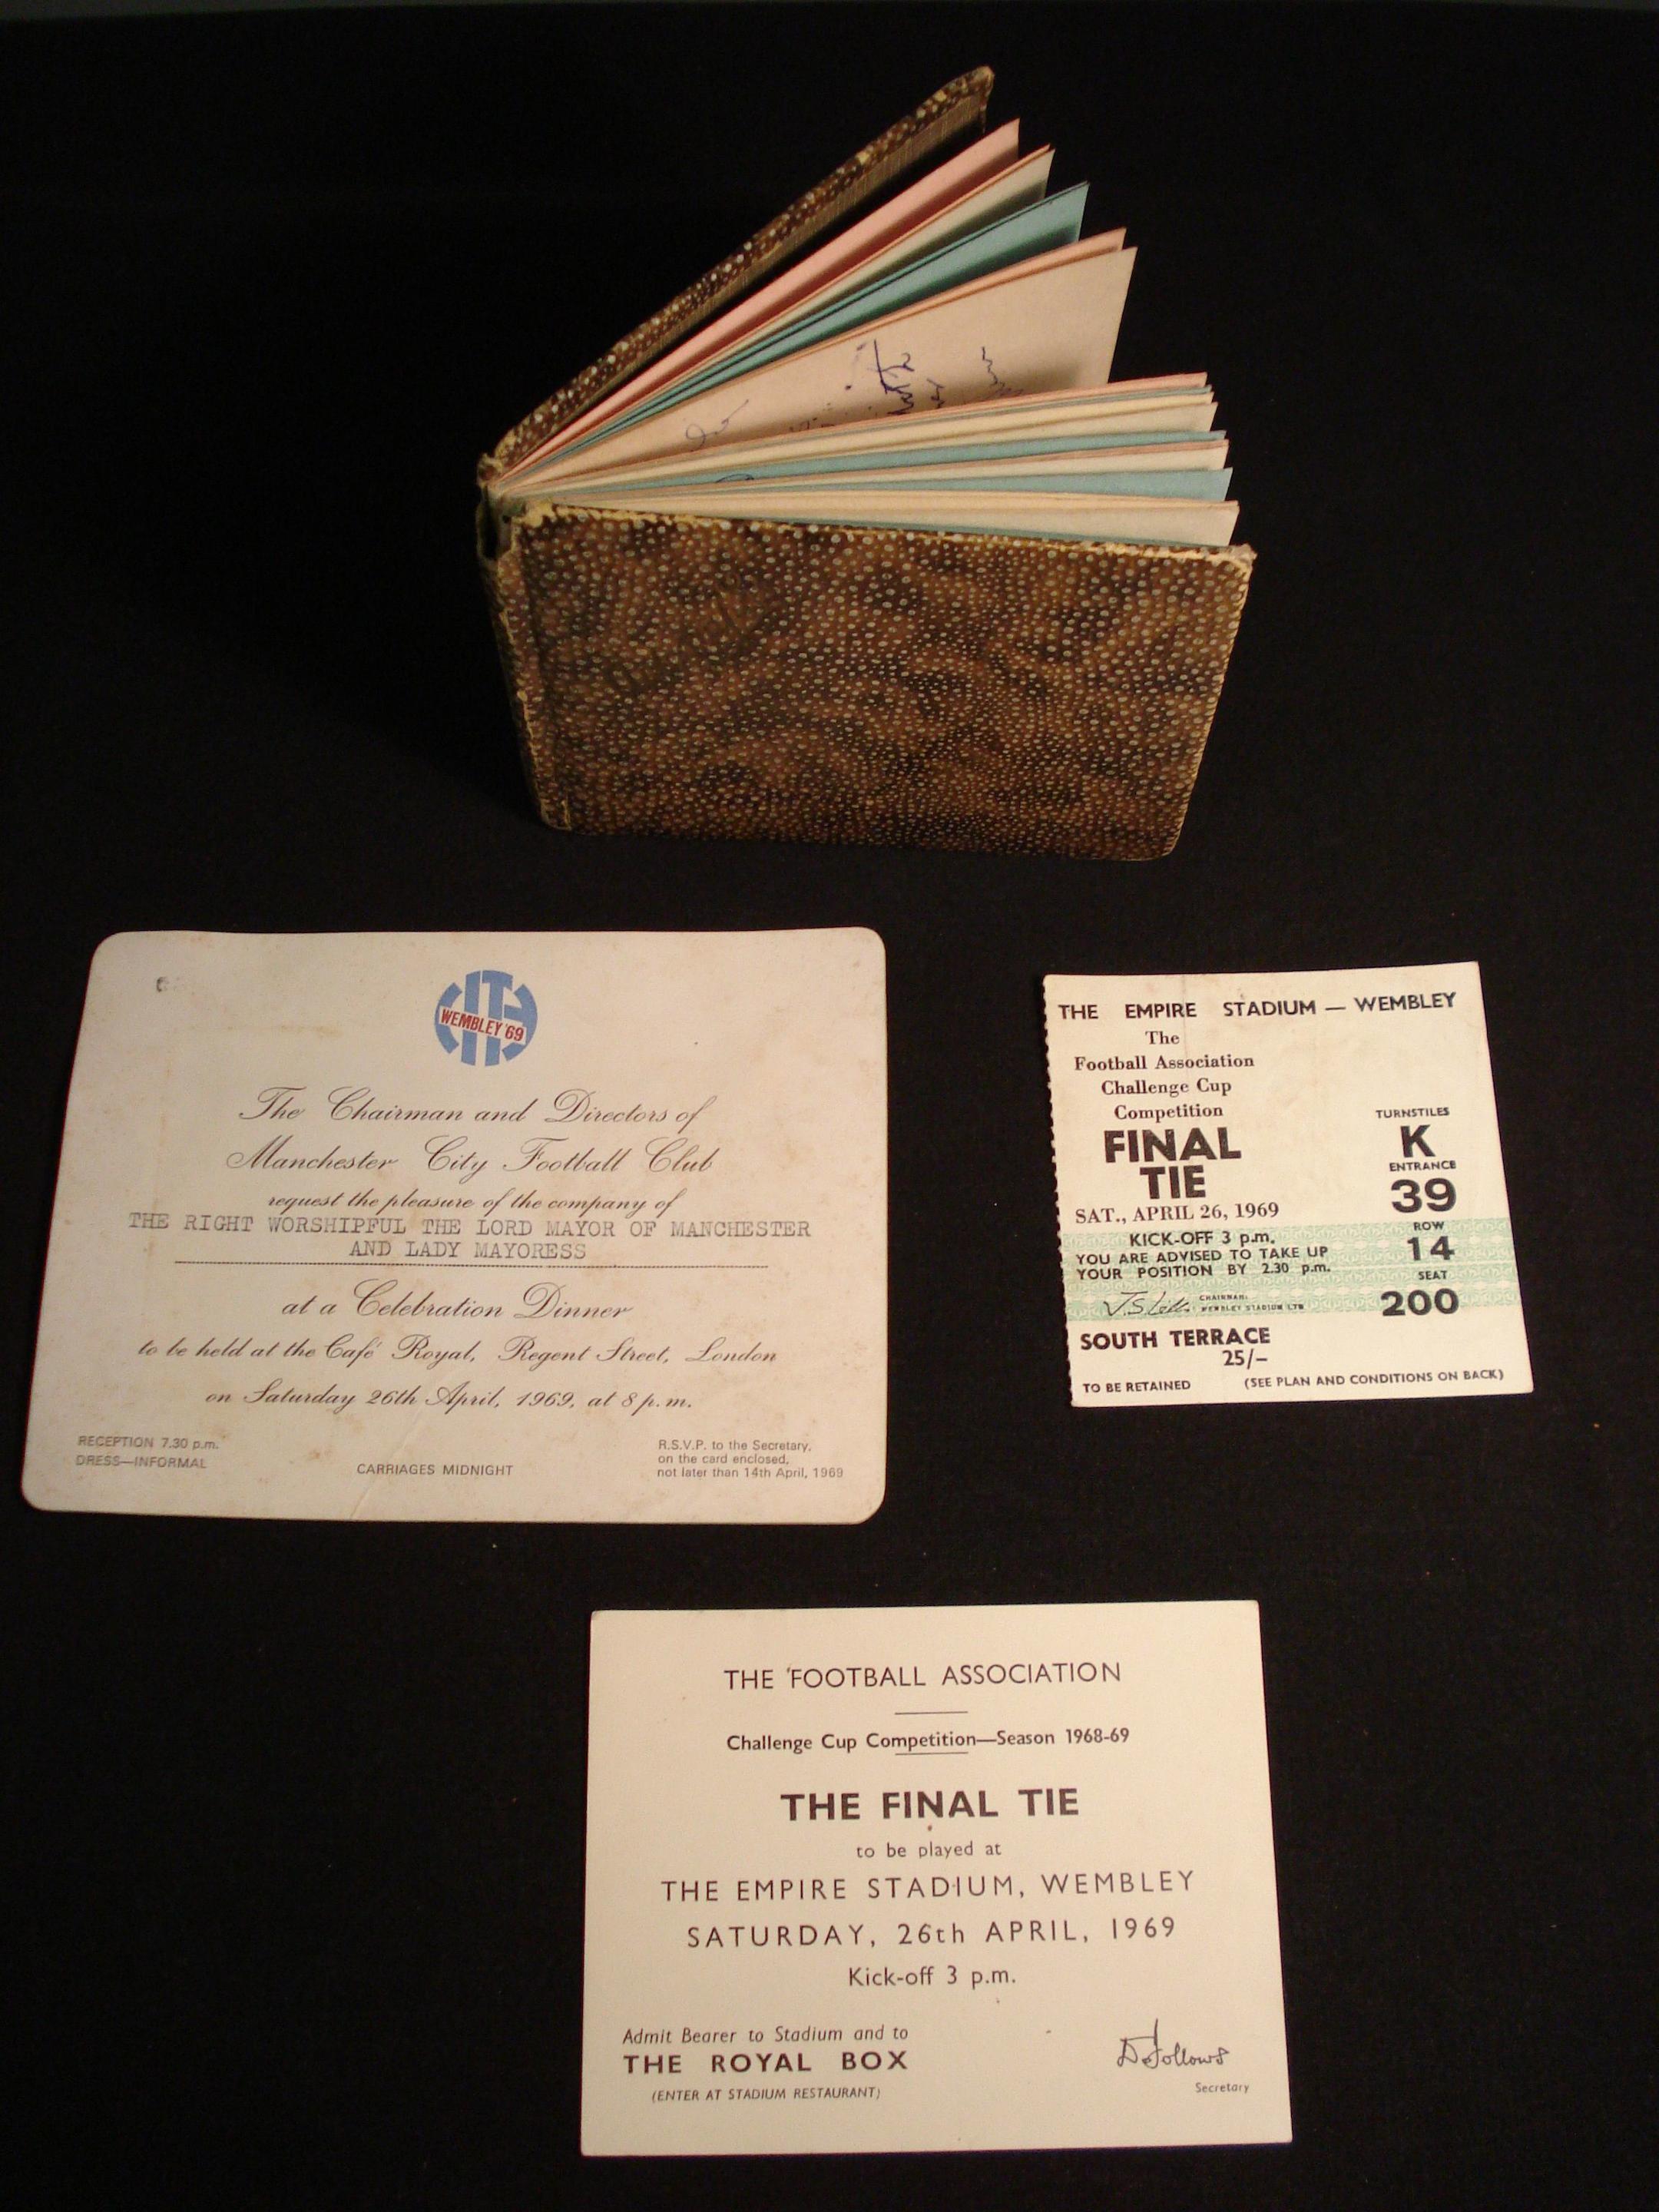 WEMBLEY '69
The Chairman and Directors of
Manchester City Football Club
request the pleasure of the company of
THE RIGHT WORSHIPFUL THE LORD MAYOR OF MANCHESTER
AND LADY MAYORESS
at a Celebration Dinner
to be held at the Café Royal, Regent Street, London
on Saturday 26th April, 1969, at 8 p.m.
RECEPTION 7.30 p.m.
DRESS—INFORMAL
CARRIAGES MIDNIGHT
R.S.V.P. to the Secretary,
on the card enclosed,
not later than 14th April, 1969
THE EMPIRE STADIUM — WEMBLEY
The
Football Association
Challenge Cup
Competition
FINAL
TIE
SAT., APRIL 26, 1969
KICK-OFF 3 p.m.
YOU ARE ADVISED TO TAKE UP
YOUR POSITION BY 2.30 p.m.
CHAIRMAN:
WEMBLEY STADIUM LTD
TURNSTILES
K
ENTRANCE
39
ROW
14
SEAT
200
SOUTH TERRACE
25/-
TO BE RETAINED
(SEE PLAN AND CONDITIONS ON BACK)
THE FOOTBALL ASSOCIATION
Challenge Cup Competition—Season 1968-69
THE FINAL TIE
to be played at
THE EMPIRE STADIUM, WEMBLEY
SATURDAY, 26th APRIL, 1969
Kick-off 3 p.m.
Admit Bearer to Stadium and to
THE ROYAL BOX
(ENTER AT STADIUM RESTAURANT)
D Follows
Secretary